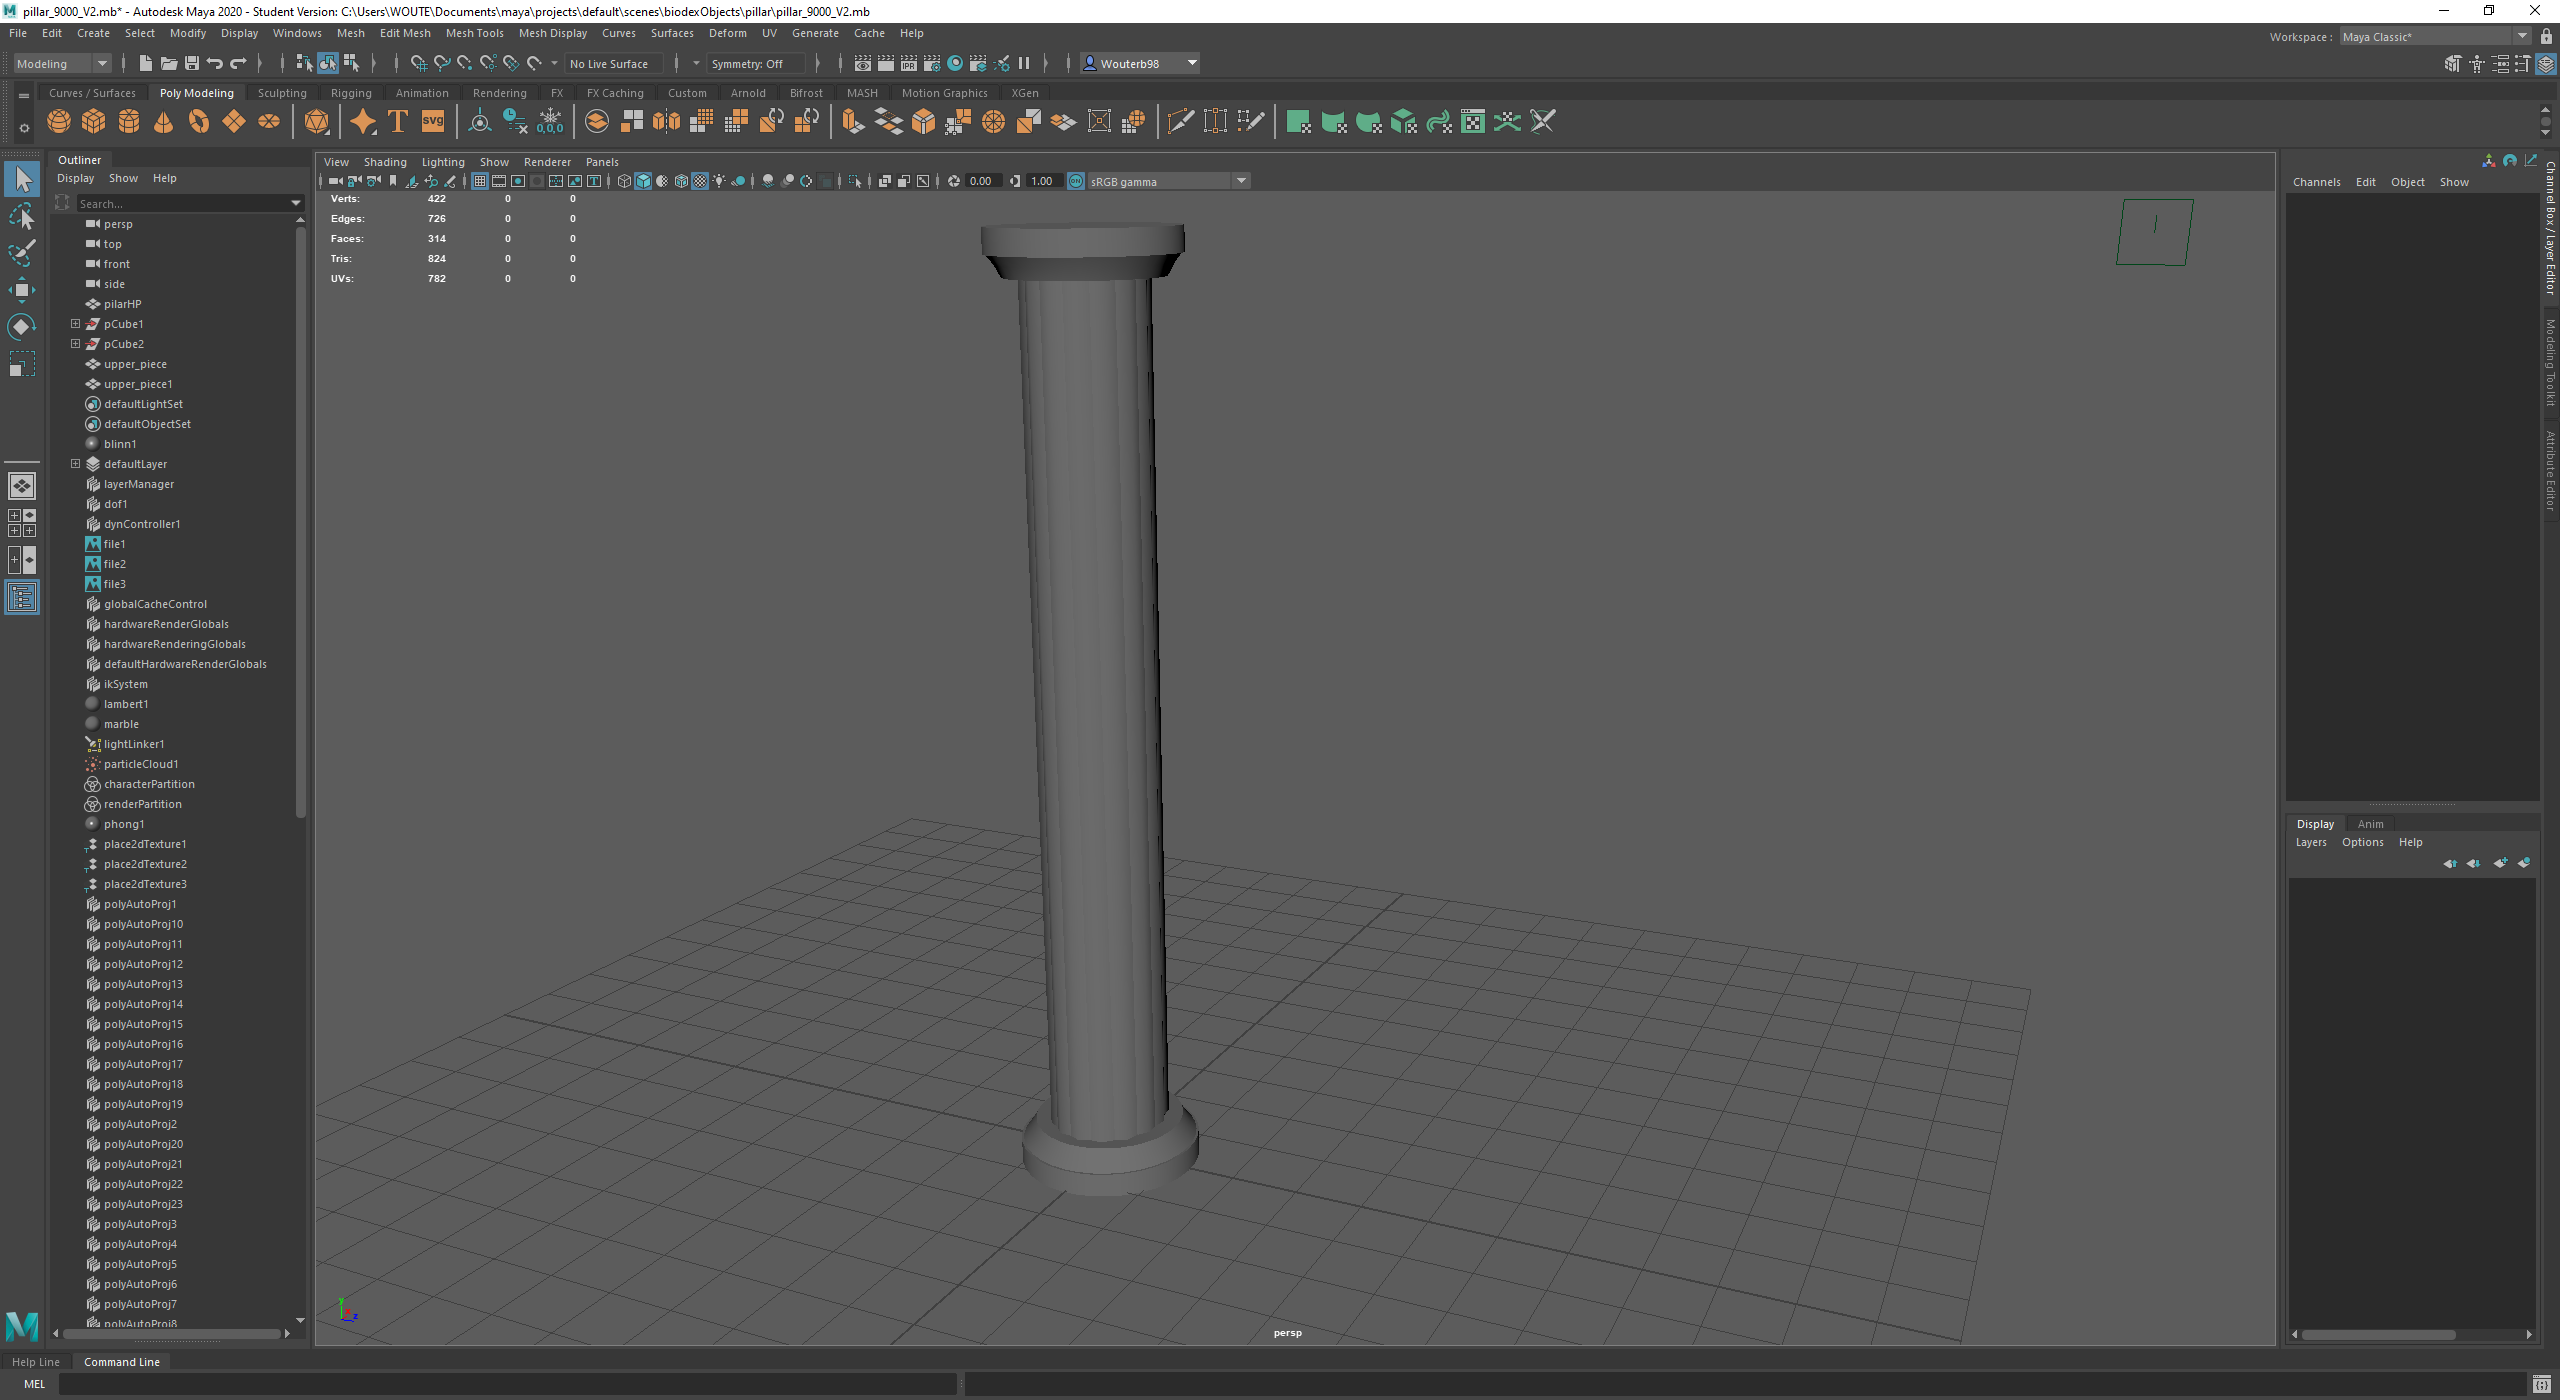 pillar_9000_V2.mb* - Autodesk Maya 2020 - Student Version: C:\Users\WOUTE\Documents\maya\projects\default\scenes\biodexObjects\pillar\pillar_9000_V2.mb
File Edit Create Select Modify Display Windows Mesh Edit Mesh Mesh Tools Mesh Display Curves Surfaces Deform UV Generate Cache Help
Workspace : Maya Classic*
Modeling No Live Surface Symmetry: Off IPR Wouterb98
Curves / Surfaces Poly Modeling Sculpting Rigging Animation Rendering FX FX Caching Custom Arnold Bifrost MASH Motion Graphics XGen
T SVG 0,0,0
Outliner
Display Show Help
Search...
persp
top
front
side
pilarHP
pCube1
pCube2
upper_piece
upper_piece1
defaultLightSet
defaultObjectSet
blinn1
defaultLayer
layerManager
dof1
dynController1
file1
file2
file3
globalCacheControl
hardwareRenderGlobals
hardwareRenderingGlobals
defaultHardwareRenderGlobals
ikSystem
lambert1
marble
lightLinker1
particleCloud1
characterPartition
renderPartition
phong1
place2dTexture1
place2dTexture2
place2dTexture3
polyAutoProj1
polyAutoProj10
polyAutoProj11
polyAutoProj12
polyAutoProj13
polyAutoProj14
polyAutoProj15
polyAutoProj16
polyAutoProj17
polyAutoProj18
polyAutoProj19
polyAutoProj2
polyAutoProj20
polyAutoProj21
polyAutoProj22
polyAutoProj23
polyAutoProj3
polyAutoProj4
polyAutoProj5
polyAutoProj6
polyAutoProj7
polyAutoProj8
View Shading Lighting Show Renderer Panels
0.00 1.00 ON sRGB gamma
Verts: 422 0 0
Edges: 726 0 0
Faces: 314 0 0
Tris: 824 0 0
UVs: 782 0 0
y
z
persp
Channels Edit Object Show
Channel Box / Layer Editor
Modeling Toolkit
Attribute Editor
Display Anim
Layers Options Help
Help Line Command Line
MEL